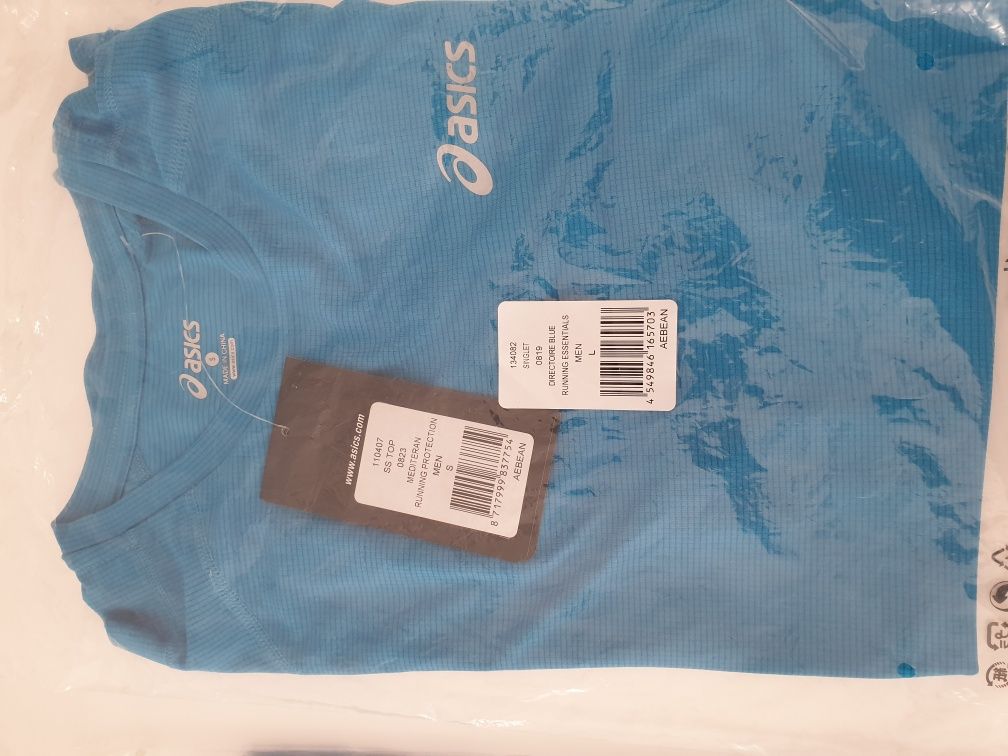 asics
asics
S
MADE IN CHINA
www.asics.com
110407
SS TOP
0823
MEDITERAN
RUNNING PROTECTION
MEN
S
8 717999 837754
AEBEAN
134082
SINGLET
0819
DIRECTOIRE BLUE
RUNNING ESSENTIALS
MEN
L
4 549846 165703
AEBEAN